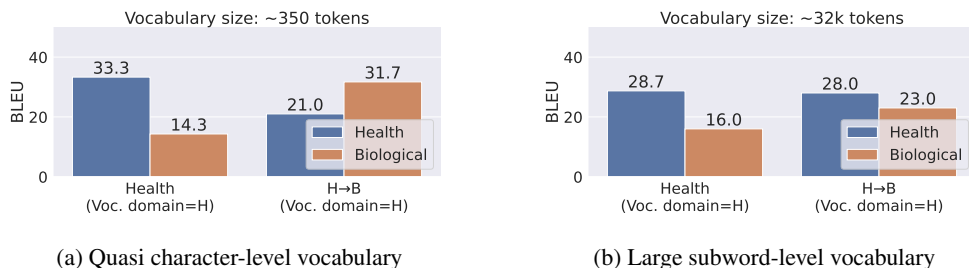 Vocabulary size: ~350 tokens
BLEU
40
20
0
33.3
14.3
21.0
31.7
Health
Biological
Health
(Voc. domain=H)
H→B
(Voc. domain=H)
(a) Quasi character-level vocabulary
Vocabulary size: ~32k tokens
BLEU
40
20
0
28.7
16.0
28.0
23.0
Health
Biological
Health
(Voc. domain=H)
H→B
(Voc. domain=H)
(b) Large subword-level vocabulary